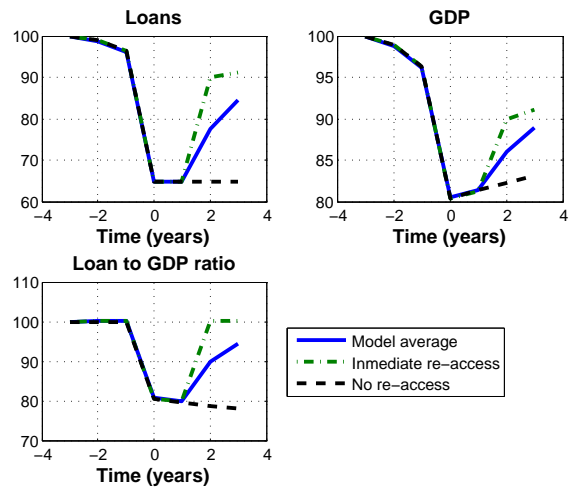 Loans
100
90
80
70
60
−4 −2 0 2 4
Time (years)
GDP
100
95
90
85
80
−4 −2 0 2 4
Time (years)
Loan to GDP ratio
110
100
90
80
70
−4 −2 0 2 4
Time (years)
Model average
Inmediate re−access
No re−access